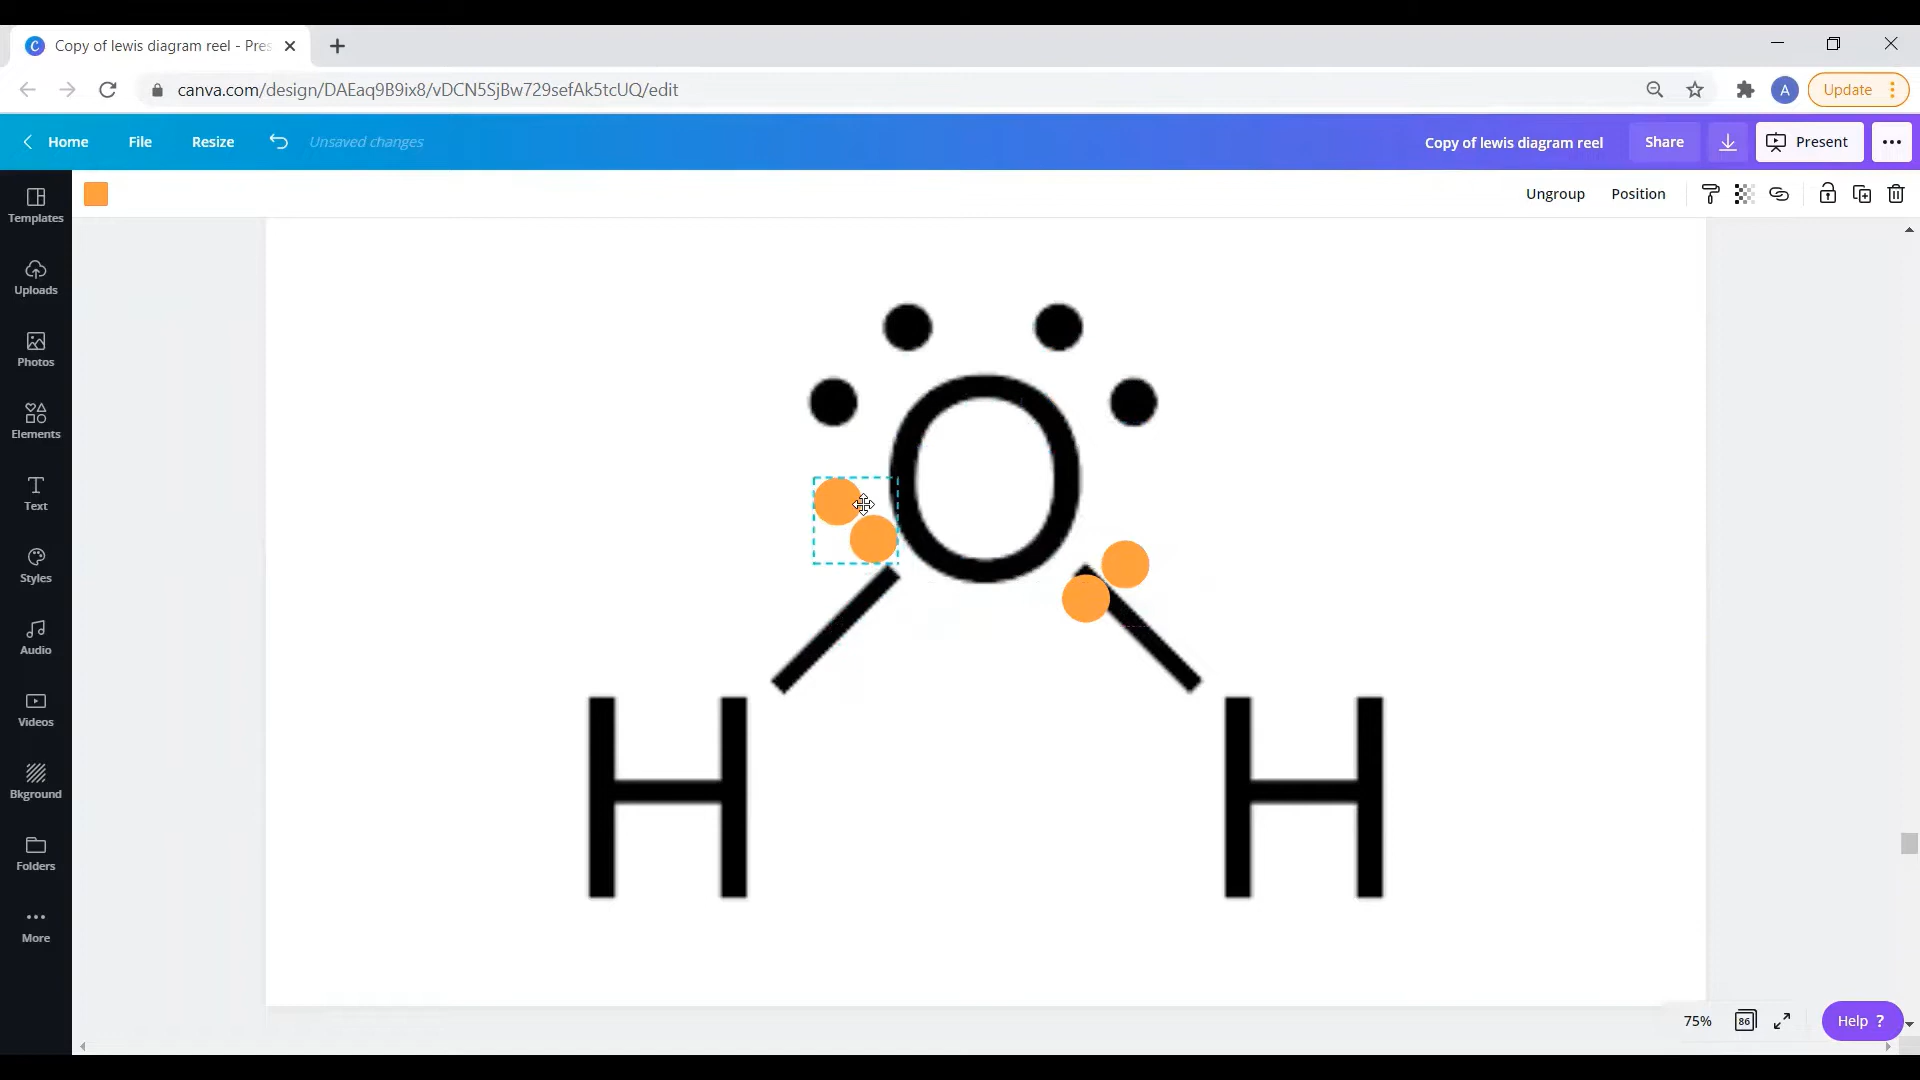 Copy of lewis diagram reel - Pres
canva.com/design/DAEaq9B9ix8/vDCN5SjBw729sefAk5tcUQ/edit
A
Update
Home File Resize Unsaved changes Copy of lewis diagram reel Share Present
Ungroup Position
Templates
Uploads
Photos
Elements
Text
Styles
Audio
Videos
Bkground
Folders
More
O
H H
75% 86 Help ?